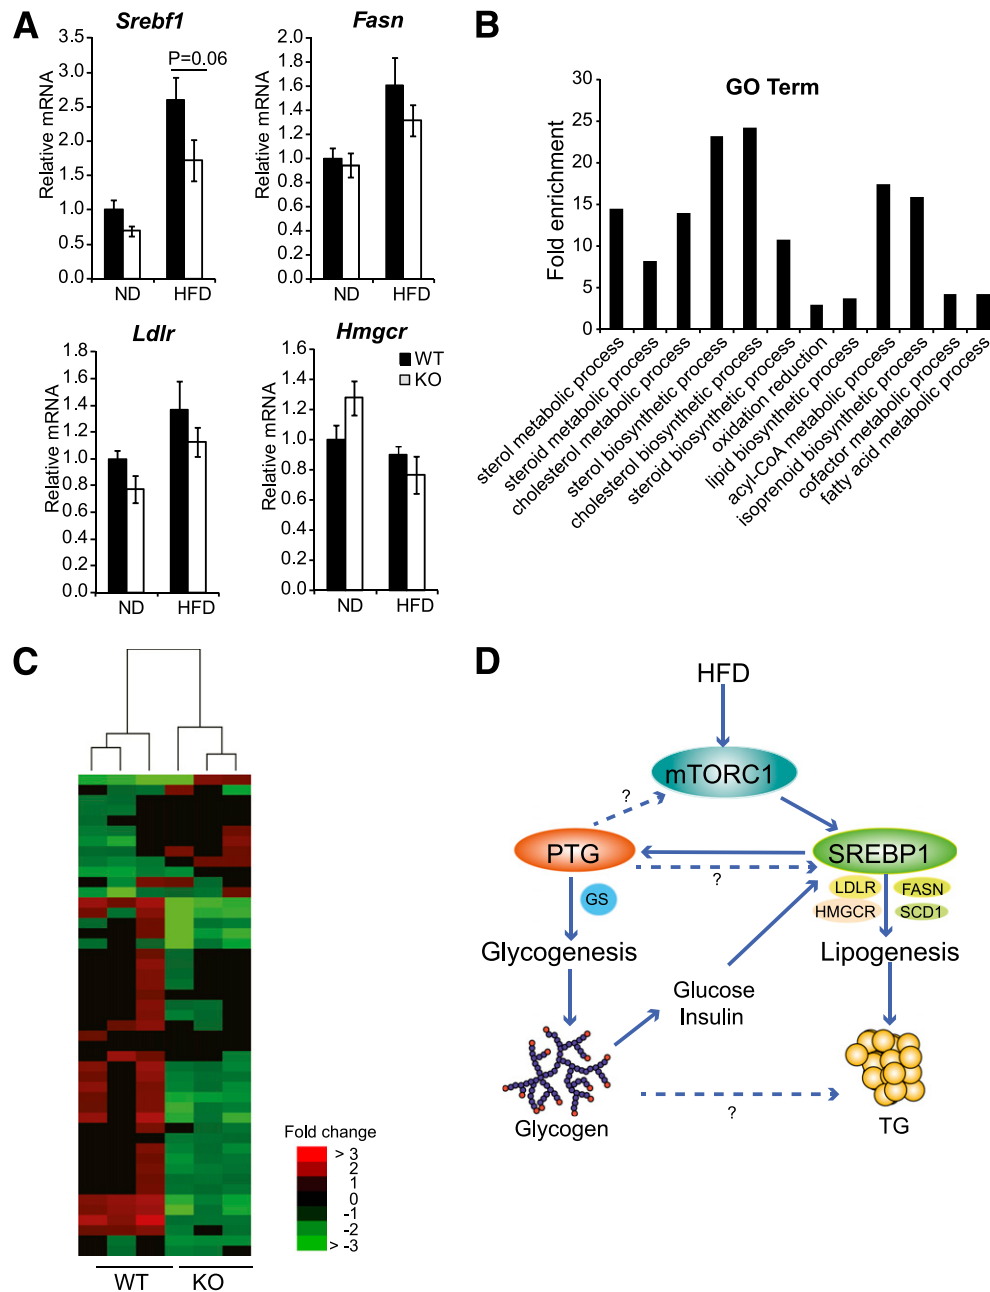 A
Srebf1
Relative mRNA
3.5
3.0
2.5
2.0
1.5
1.0
0.5
0.0
P=0.06
ND
HFD
Fasn
Relative mRNA
2.0
1.8
1.6
1.4
1.2
1.0
0.8
0.6
0.4
0.2
0.0
ND
HFD
Ldlr
Relative mRNA
1.8
1.6
1.4
1.2
1.0
0.8
0.6
0.4
0.2
0.0
ND
HFD
Hmgcr
Relative mRNA
1.6
1.4
1.2
1.0
0.8
0.6
0.4
0.2
0.0
WT
KO
ND
HFD
B
GO Term
Fold enrichment
30
25
20
15
10
5
0
sterol metabolic process
steroid metabolic process
cholesterol metabolic process
sterol biosynthetic process
cholesterol biosynthetic process
steroid biosynthetic process
oxidation reduction
lipid biosynthetic process
acyl-CoA metabolic process
isoprenoid biosynthetic process
cofactor metabolic process
fatty acid metabolic process
C
Fold change
> 3
2
1
0
-1
-2
> -3
WT
KO
D
HFD
mTORC1
?
PTG
SREBP1
?
GS
LDLR
FASN
HMGCR
SCD1
Glycogenesis
Lipogenesis
Glucose
Insulin
?
Glycogen
TG